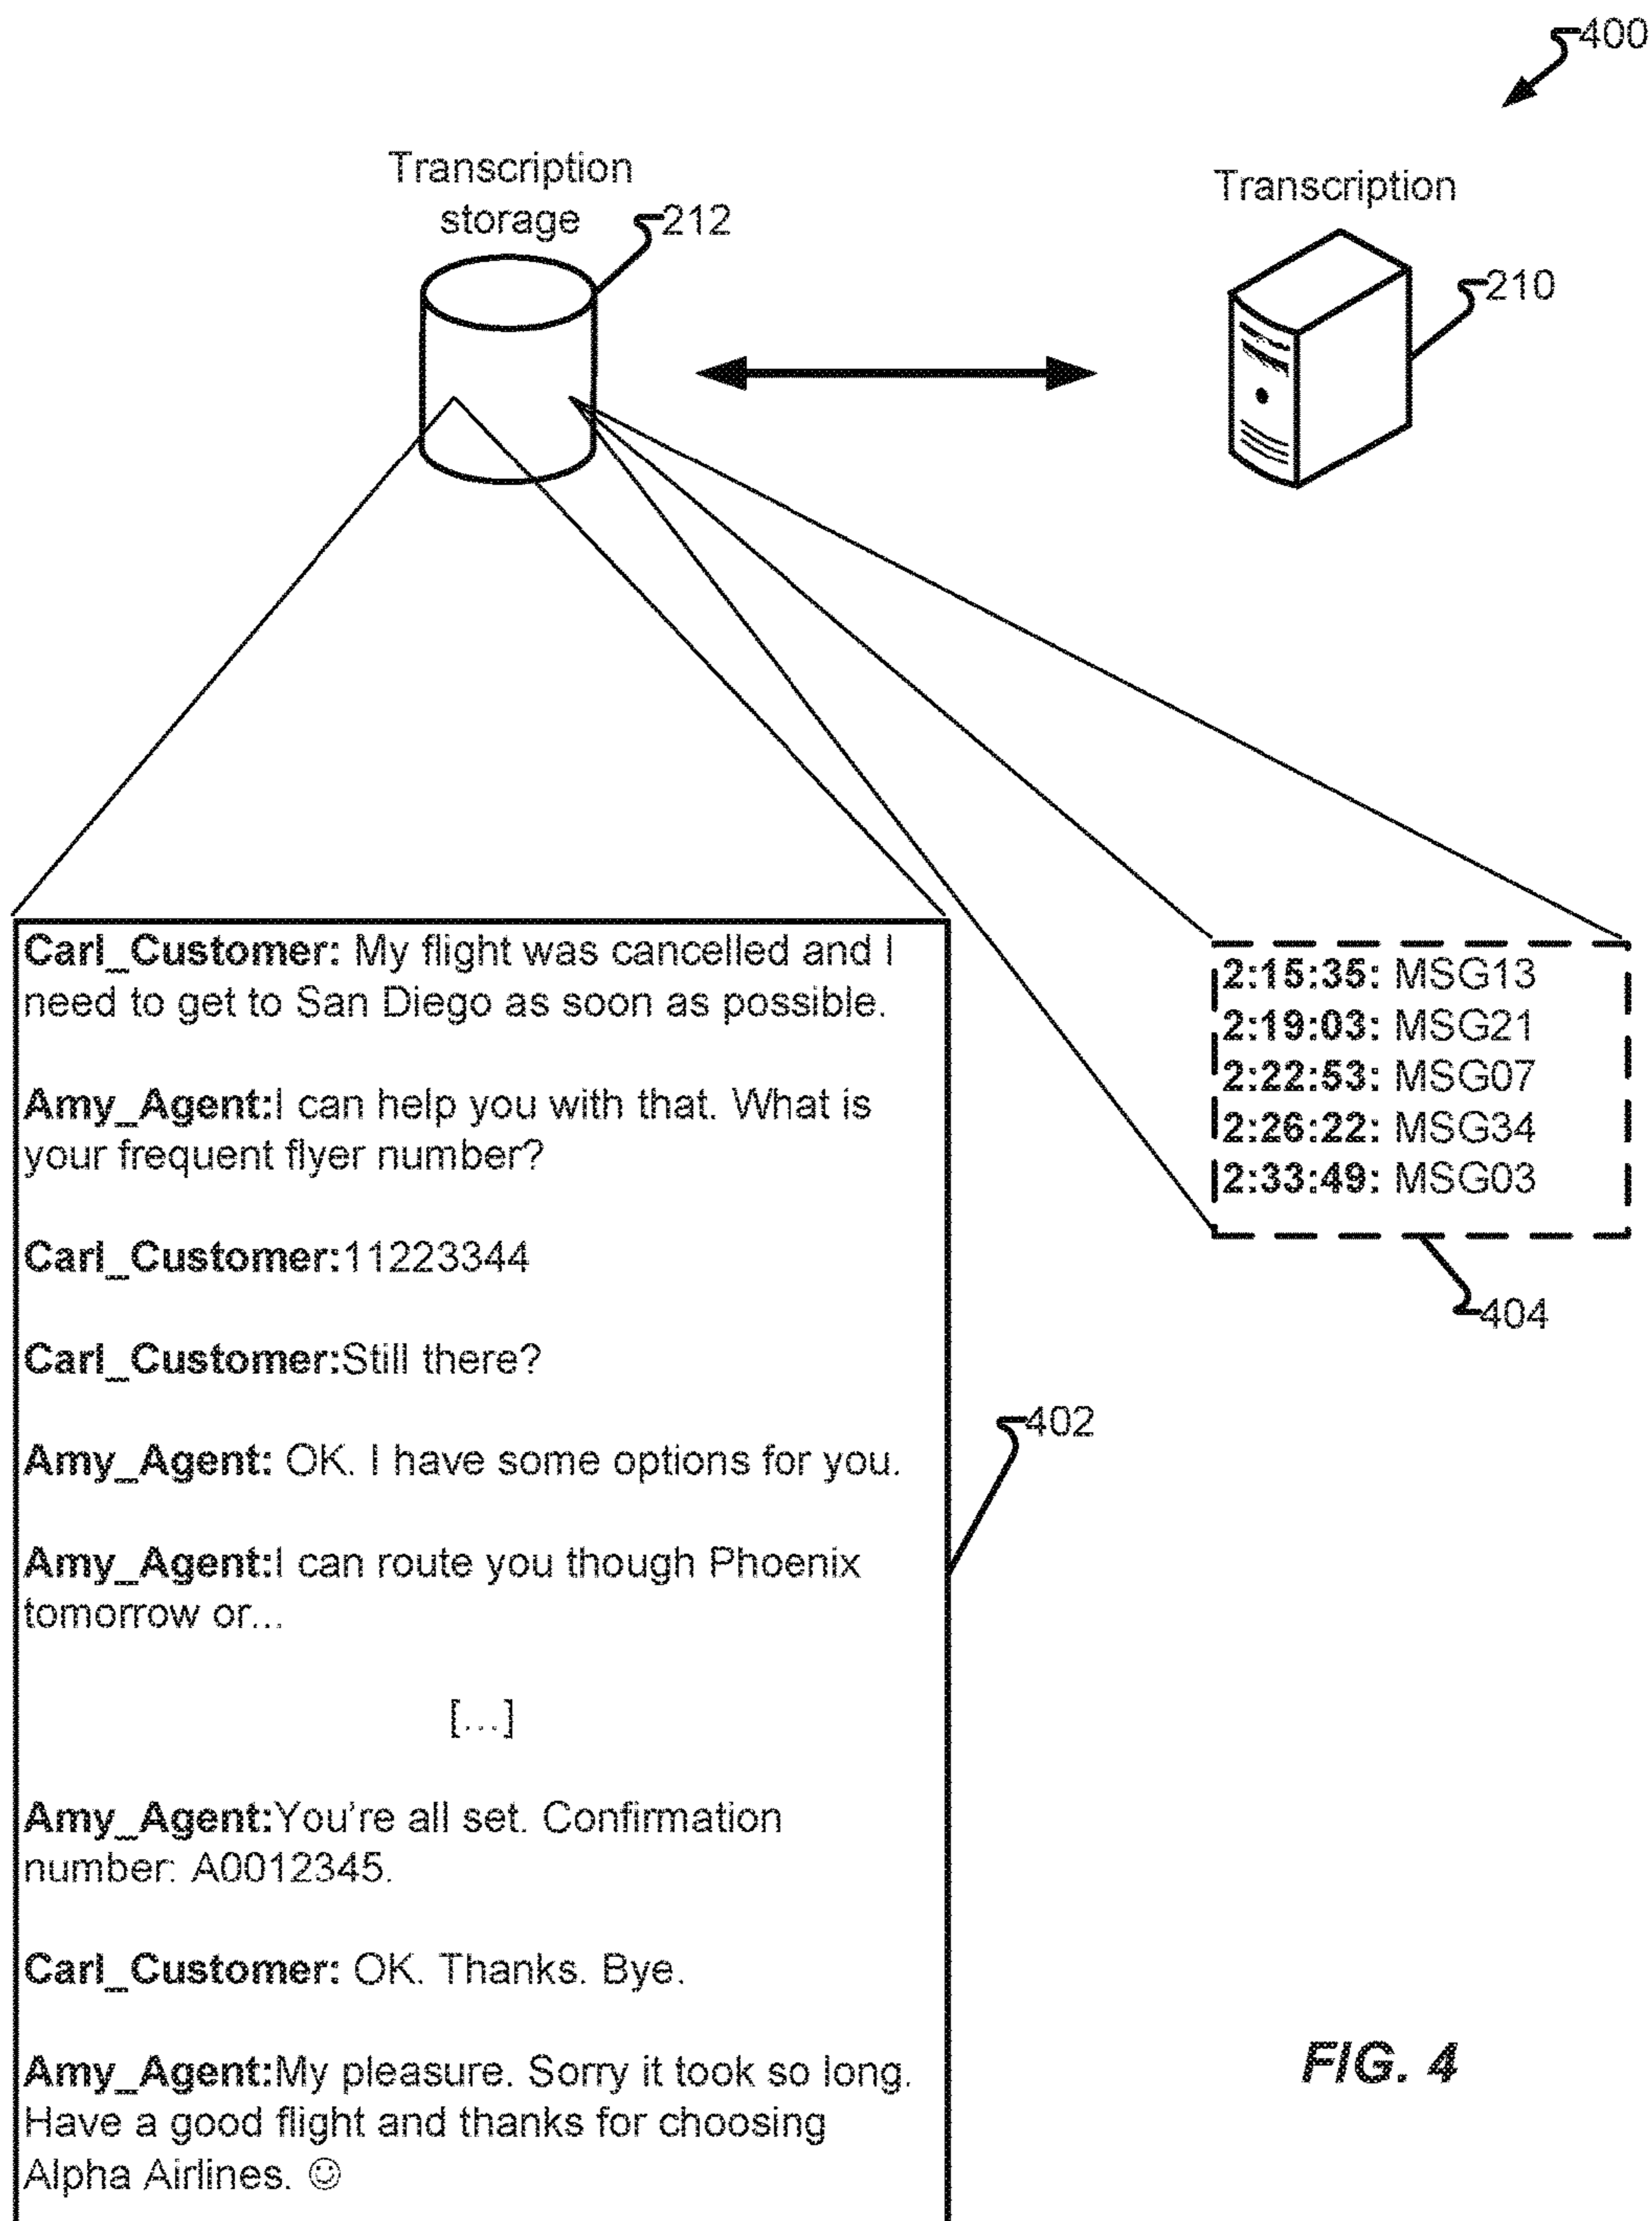 400
Transcription
storage
212
Transcription
210
Carl_Customer: My flight was cancelled and I
need to get to San Diego as soon as possible.
Amy_Agent:I can help you with that. What is
your frequent flyer number?
Carl_Customer:11223344
Carl_Customer:Still there?
Amy_Agent: OK. I have some options for you.
Amy_Agent:I can route you though Phoenix
tomorrow or...
[...]
Amy_Agent:You're all set. Confirmation
number: A0012345.
Carl_Customer: OK. Thanks. Bye.
Amy_Agent:My pleasure. Sorry it took so long.
Have a good flight and thanks for choosing
Alpha Airlines. ☺
402
2:15:35: MSG13
2:19:03: MSG21
2:22:53: MSG07
2:26:22: MSG34
2:33:49: MSG03
404
FIG. 4